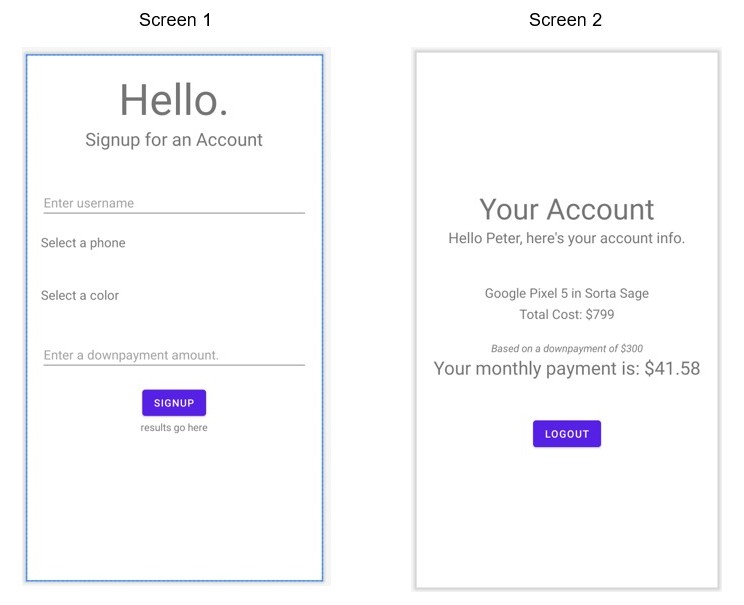 Screen 1
Hello.
Signup for an Account
Enter username
Select a phone
Select a color
Enter a downpayment amount.
SIGNUP
results go here
Screen 2
Your Account
Hello Peter, here's your account info.
Google Pixel 5 in Sorta Sage
Total Cost: $799
Based on a downpayment of $300
Your monthly payment is: $41.58
LOGOUT